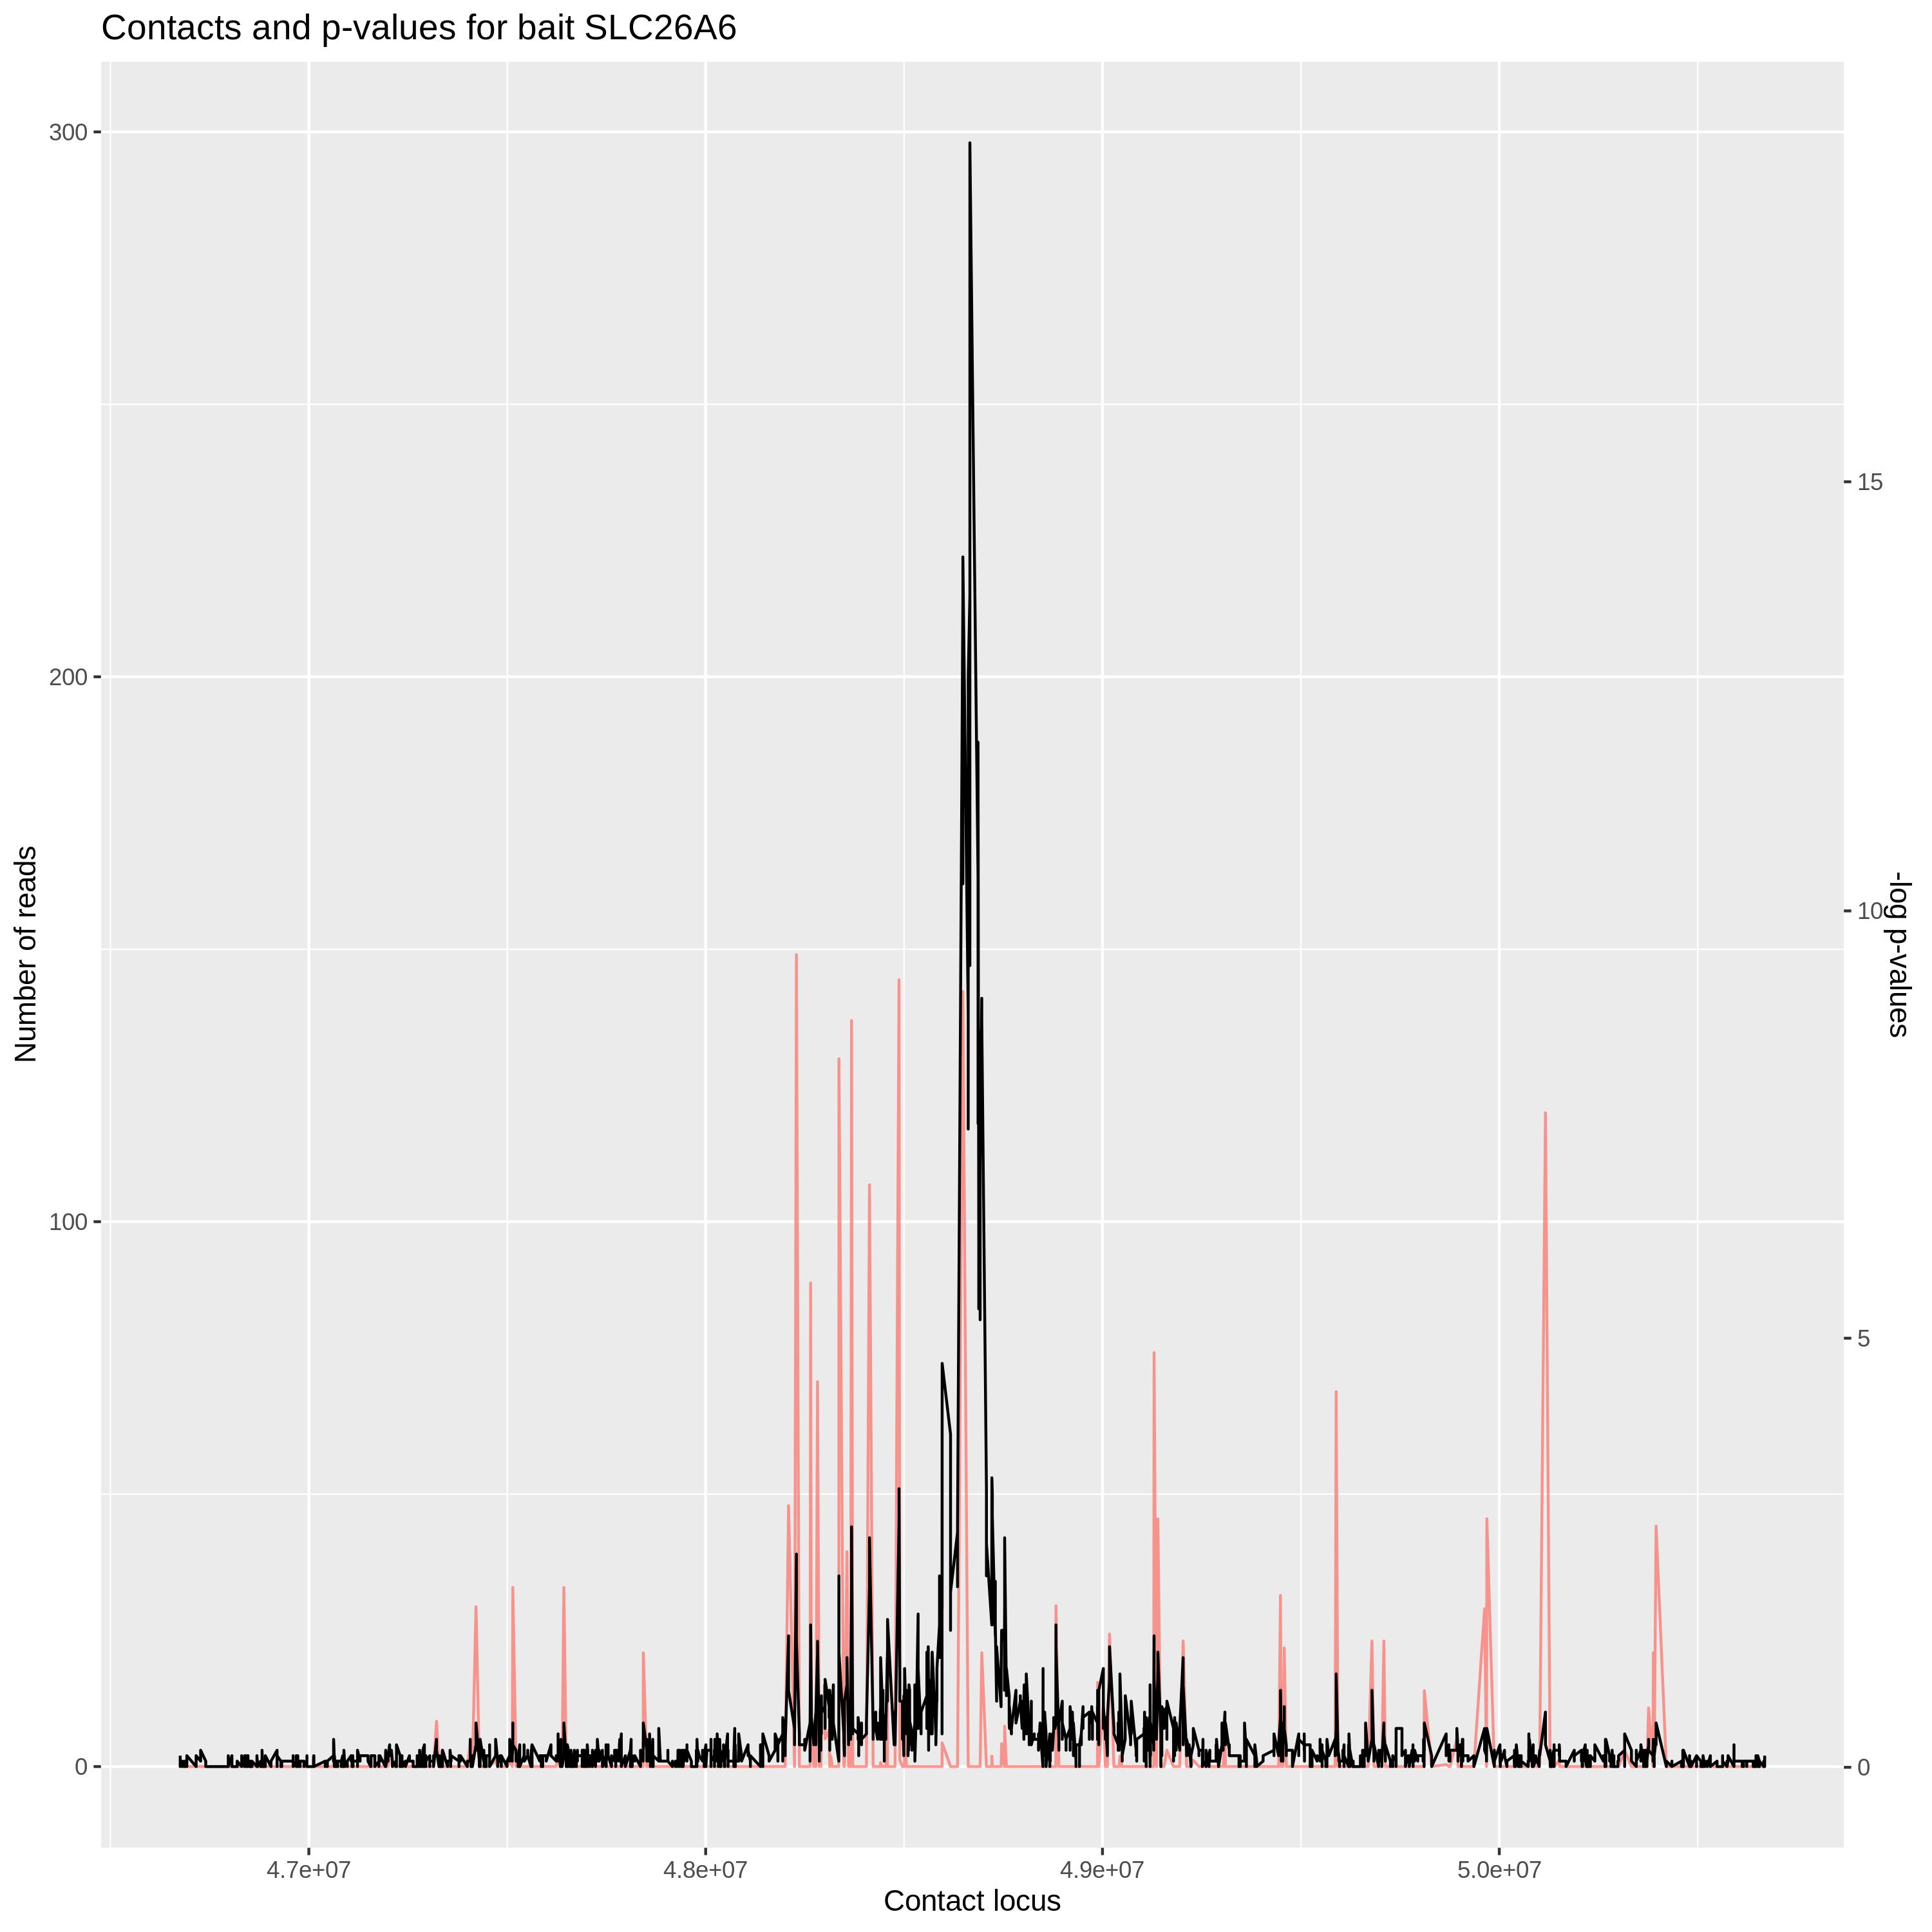 Contacts and p-values for bait SLC26A6
300
200
100
0
Number of reads
15
10
5
0
-log p-values
4.7e+07
4.8e+07
4.9e+07
5.0e+07
Contact locus